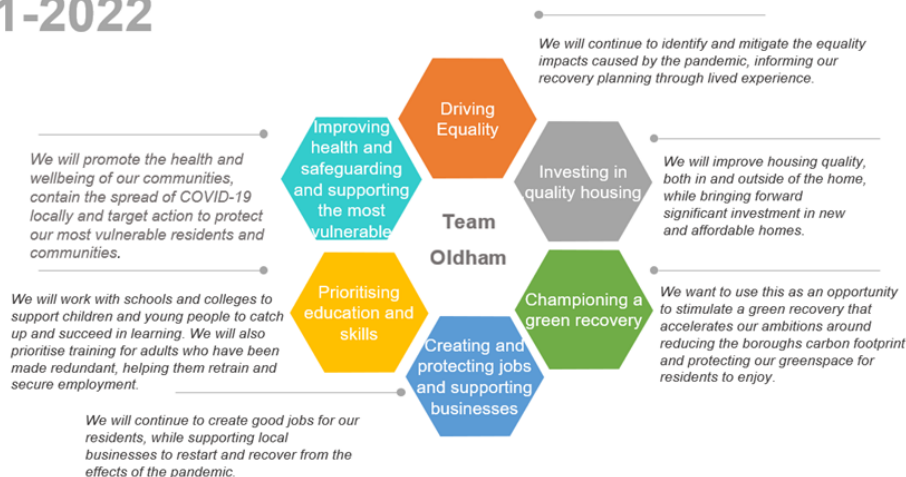 1-2022
We will continue to identify and mitigate the equality
impacts caused by the pandemic, informing our
recovery planning through lived experience.
Driving
Equality
Improving
health and
safeguarding
and supporting
the most
vulnerable
We will promote the health and
wellbeing of our communities,
contain the spread of COVID-19
locally and target action to protect
our most vulnerable residents and
communities.
Investing in
quality housing
We will improve housing quality,
both in and outside of the home,
while bringing forward
significant investment in new
and affordable homes.
Team
Oldham
Prioritising
education and
skills
We will work with schools and colleges to
support children and young people to catch
up and succeed in learning. We will also
prioritise training for adults who have been
made redundant, helping them retrain and
secure employment.
Championing a
green recovery
We want to use this as an opportunity
to stimulate a green recovery that
accelerates our ambitions around
reducing the boroughs carbon footprint
and protecting our greenspace for
residents to enjoy.
Creating and
protecting jobs
and supporting
businesses
We will continue to create good jobs for our
residents, while supporting local
businesses to restart and recover from the
effects of the pandemic.